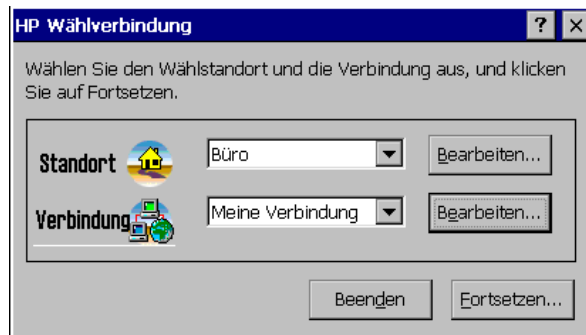 HP Wählverbindung
Wählen Sie den Wählstandort und die Verbindung aus, und klicken
Sie auf Fortsetzen.
Standort Büro Bearbeiten...
Verbindung Meine Verbindung Bearbeiten...
Beenden Fortsetzen...